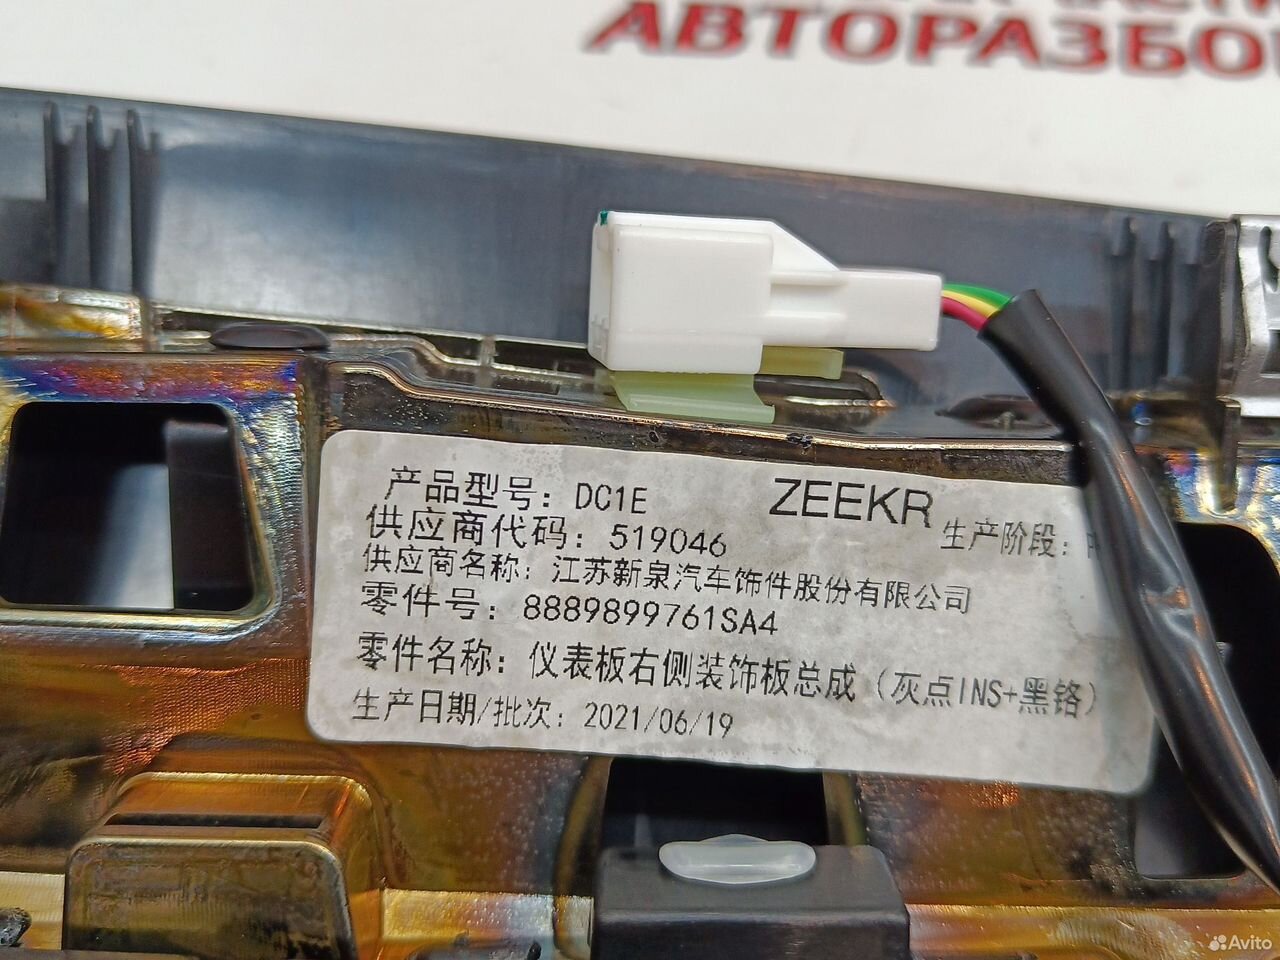 АВТОРАЗБО
产品型号: DC1E
ZEEKR
供应商代码: 519046
生产阶段:
供应商名称: 江苏新泉汽车饰件股份有限公司
零件号: 8889899761SA4
零件名称: 仪表板右侧装饰板总成 (灰点INS+黑铬)
生产日期/批次: 2021/06/19
Avito